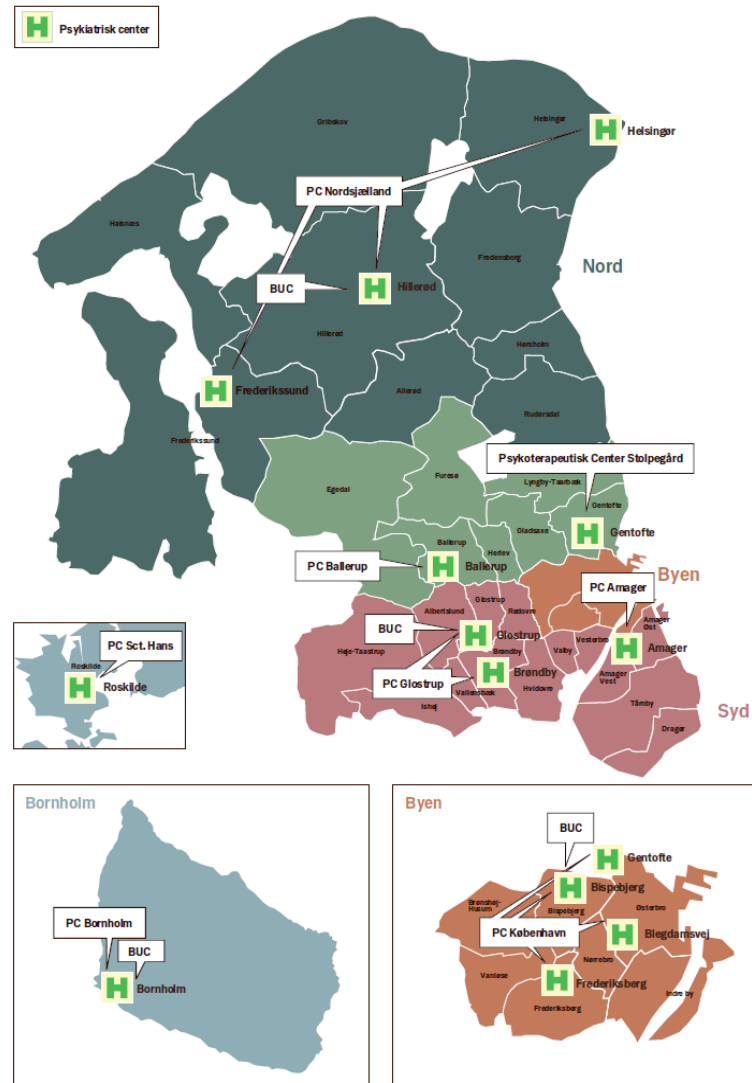 Psykiatrisk center
Gribskov
Helsingør
Helsingør
PC Nordsjælland
Halsnæs
Fredensborg
Nord
BUC
Hillerød
Hillerød
Hørsholm
Frederikssund
Allerød
Rudersdal
Frederikssund
Psykoterapeutisk Center Stolpegård
Egedal
Furesø
Lyngby-Taarbæk
Gentofte
Gladsaxe
Gentofte
Ballerup
Herlev
PC Ballerup
Ballerup
Byen
PC Amager
Glostrup
Albertslund
Rødovre
Amager
Øst
BUC
Glostrup
Vesterbro
Valby
Amager
Høje-Taastrup
Brøndby
Brøndby
Amager
Vest
PC Glostrup
Vallensbæk
Hvidovre
Ishøj
Tårnby
Dragør
Syd
PC Sct. Hans
Roskilde
Roskilde
Bornholm
PC Bornholm
BUC
Bornholm
Byen
BUC
Gentofte
Bispebjerg
Brønshøj-
Husum
Bispebjerg
Østerbro
PC København
Blegdamsvej
Nørrebro
Vanløse
Frederiksberg
Indre by
Frederiksberg